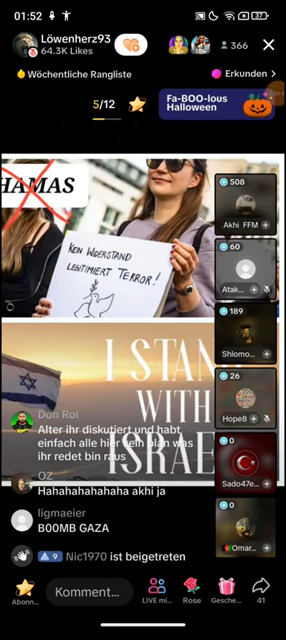 01:52
37
Löwenherz93
64.3K Likes
366
Wöchentliche Rangliste
Erkunden >
5/12
Fa-BOO-lous
Halloween
HAMAS
KEIN WIDERSTAND
LEGITIMIERT TERROR!
508
Akhi FFM
60
Atak...
189
Shlomo...
26
Hope8
0
Sado47e...
0
Omar...
I STAN
WITH
ISRAE
Don Roi
Alter ihr diskutiert und habt
einfach alle hier kein plan was
ihr redet bin raus
OZ
Hahahahahahaha akhi ja
ligmaeier
B00MB GAZA
9 Nic1970 ist beigetreten
Abonn...
Komment...
LIVE mi...
Rose
Gesche...
41